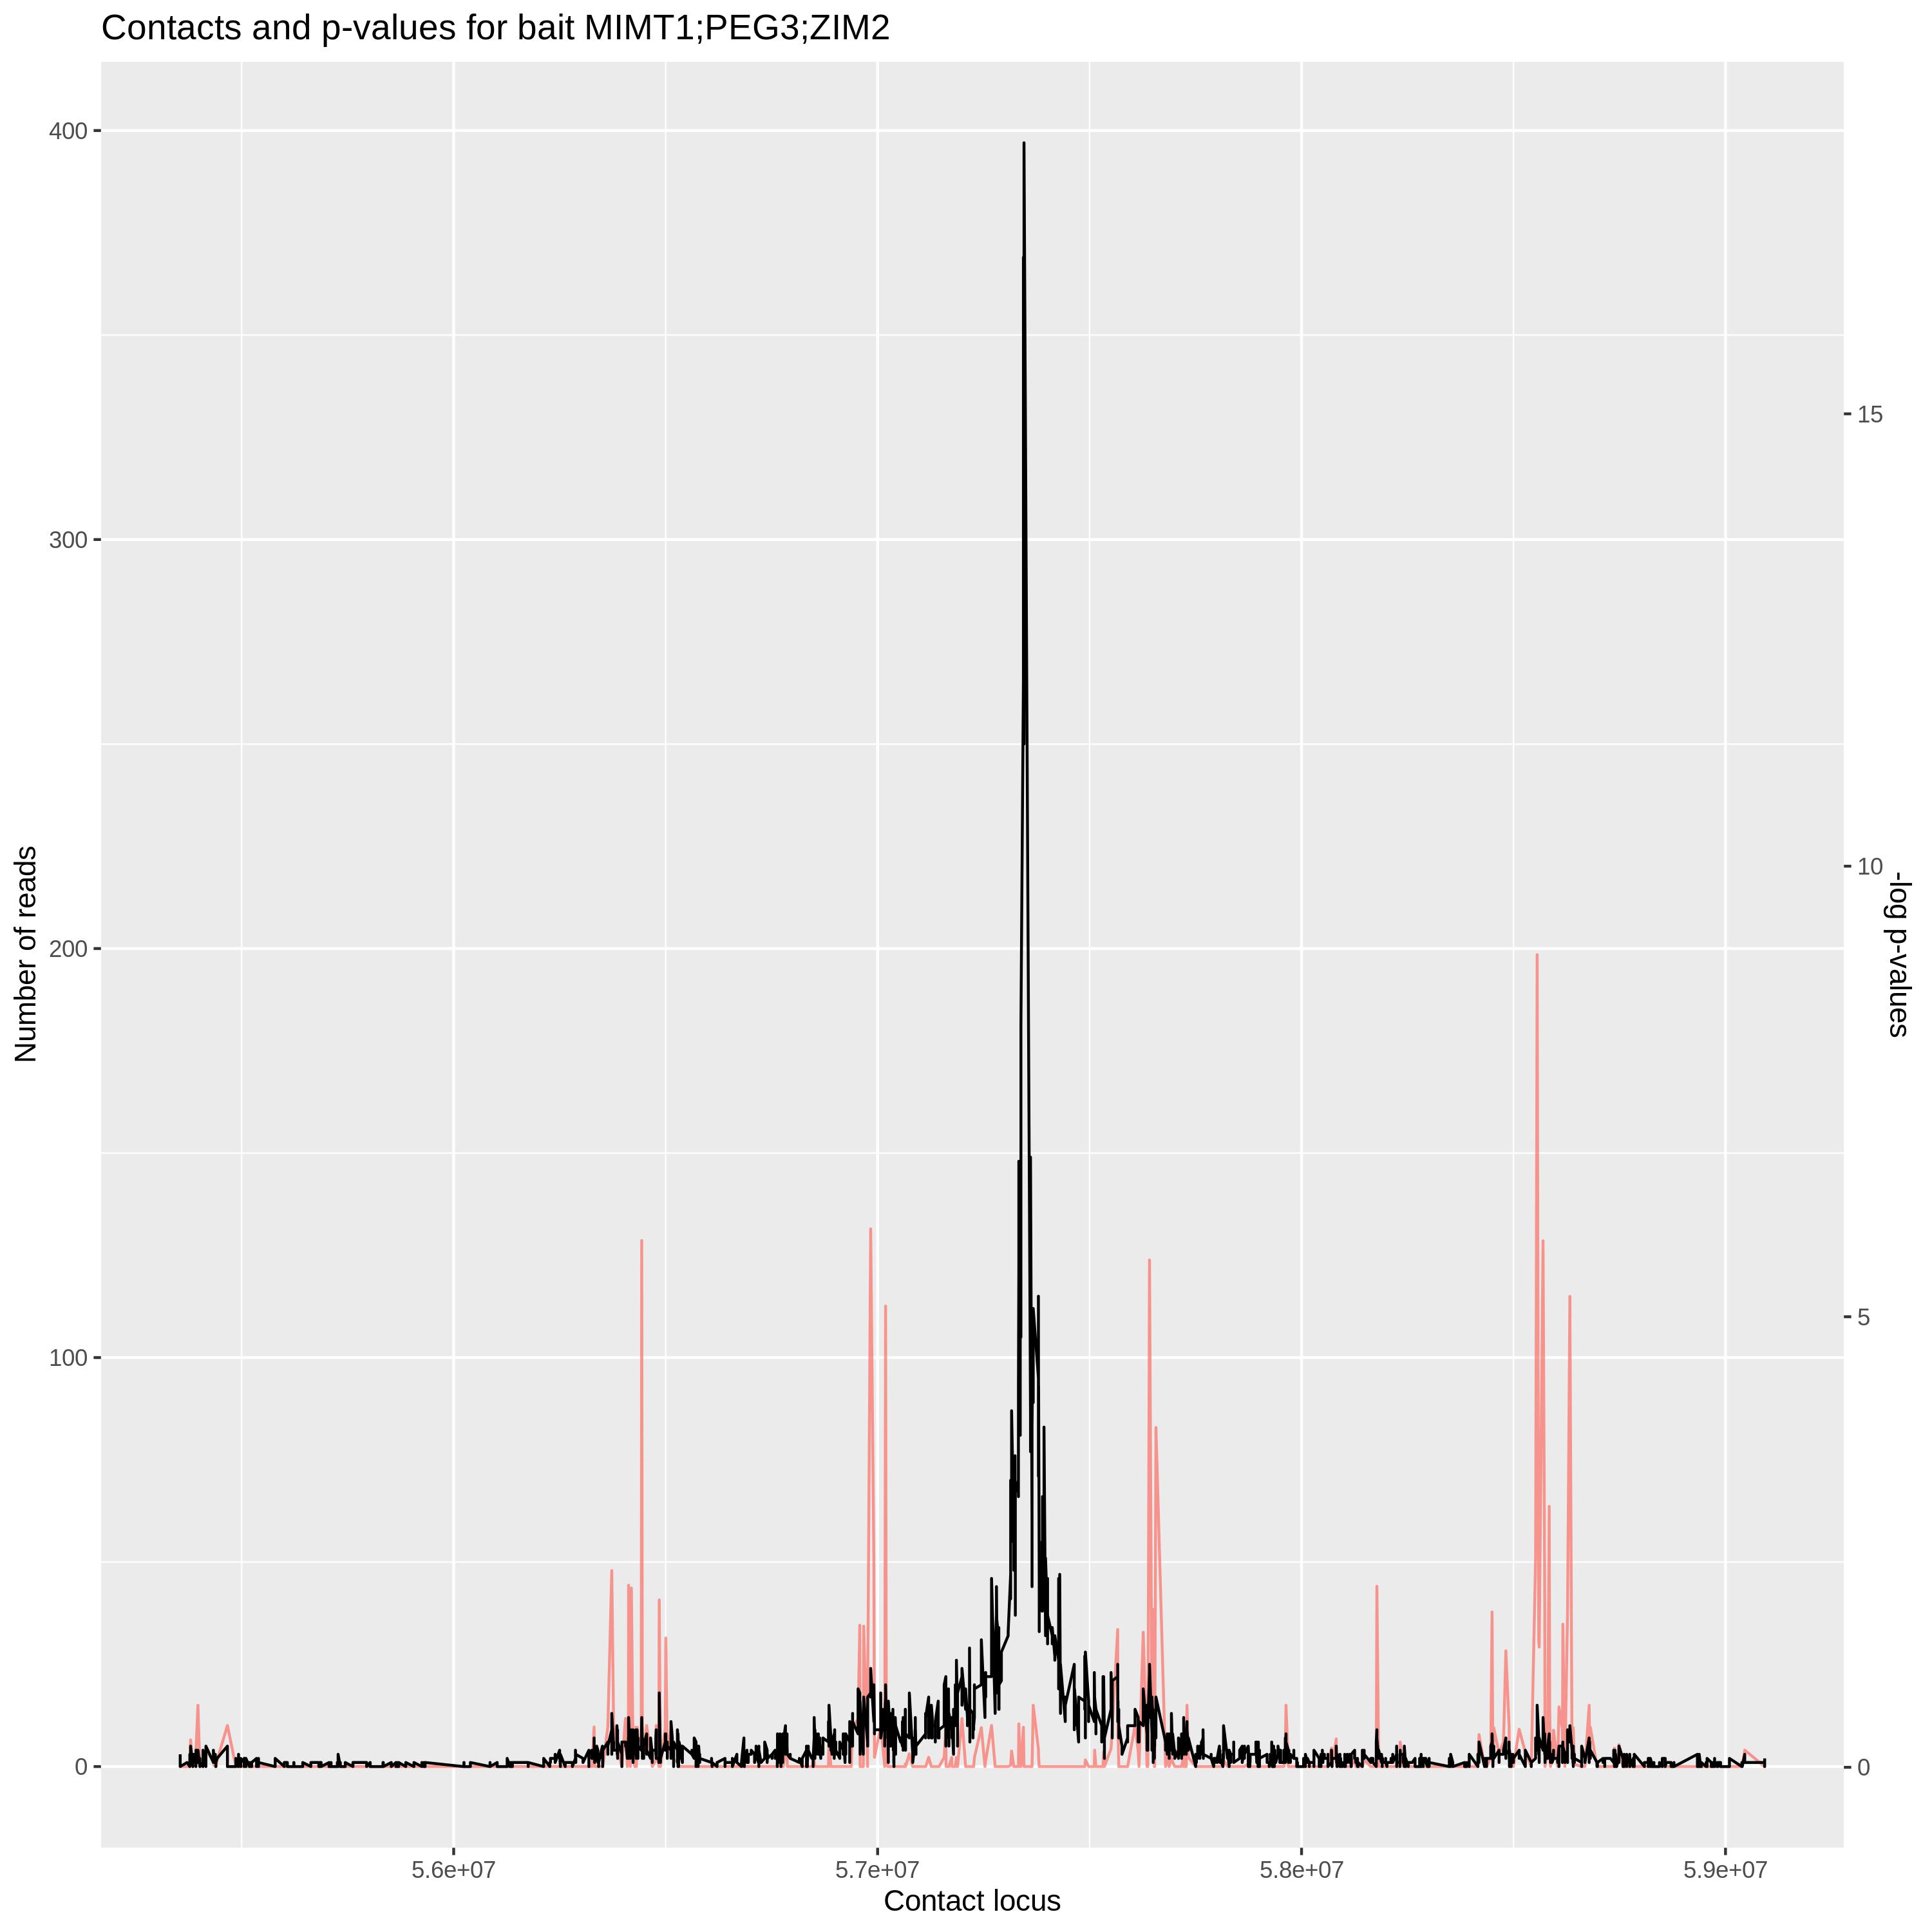 Contacts and p-values for bait MIMT1;PEG3;ZIM2
400
300
200
100
0
Number of reads
15
10
5
0
-log p-values
5.6e+07 5.7e+07 5.8e+07 5.9e+07
Contact locus